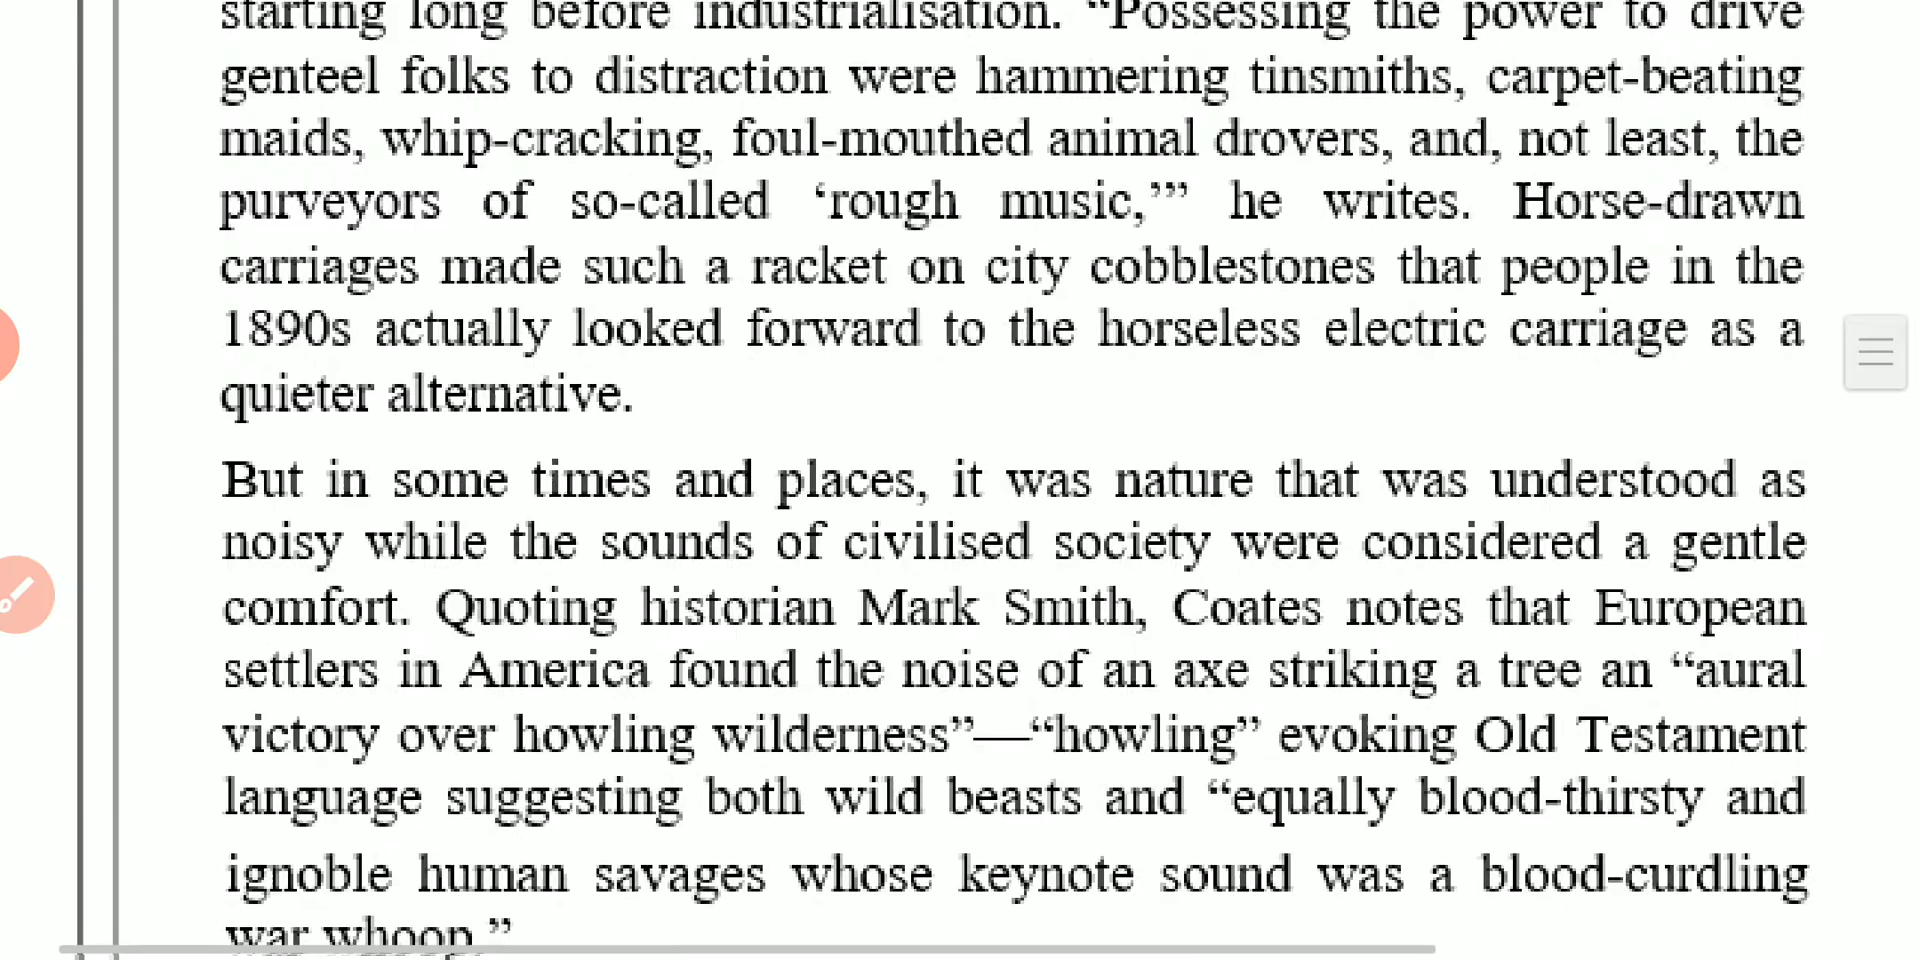 starting long before industrialisation. “Possessing the power to drive
genteel folks to distraction were hammering tinsmiths, carpet-beating
maids, whip-cracking, foul-mouthed animal drovers, and, not least, the
purveyors of so-called ‘rough music,’” he writes. Horse-drawn
carriages made such a racket on city cobblestones that people in the
1890s actually looked forward to the horseless electric carriage as a
quieter alternative.
But in some times and places, it was nature that was understood as
noisy while the sounds of civilised society were considered a gentle
comfort. Quoting historian Mark Smith, Coates notes that European
settlers in America found the noise of an axe striking a tree an “aural
victory over howling wilderness”—“howling” evoking Old Testament
language suggesting both wild beasts and “equally blood-thirsty and
ignoble human savages whose keynote sound was a blood-curdling
war whoop.”